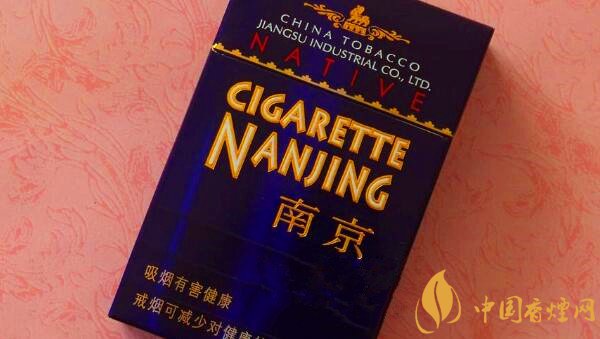 CHINA TOBACCO
JIANGSU INDUSTRIAL CO., LTD.
NATIVE
CIGARETTE
NANJING
南京
吸烟有害健康
戒烟可减少对健康
中国香烟网